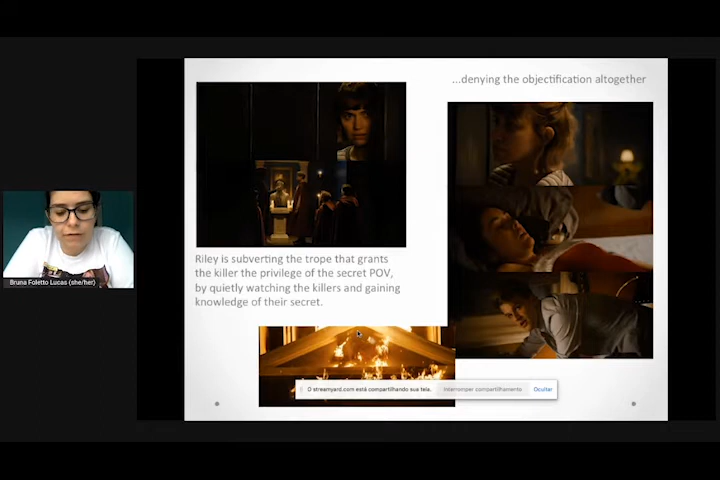 ...denying the objectification altogether
Riley is subverting the trope that grants
the killer the privilege of the secret POV,
by quietly watching the killers and gaining
knowledge of their secret.
Bruna Foletto Lucas (she/her)
O streamyard.com está compartilhando sua tela.
Interromper compartilhamento
Ocultar